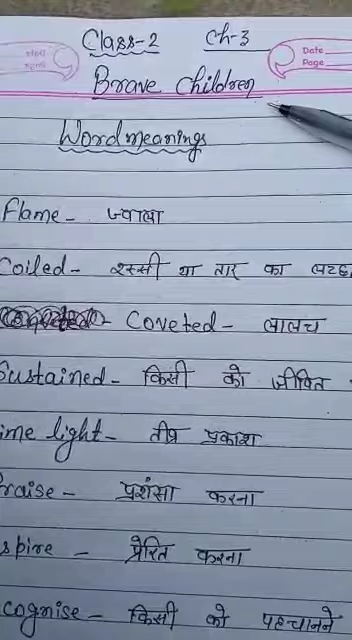 Class-2 Ch-3
Date
Page
Brave Children
Word meanings
Flame - ज्वाला
Coiled - रस्सी या तार का लच्छ
Coveted - लालच
Sustained - किसी को जीवित
ime light - तीव्र प्रकाश
raise - प्रशंसा करना
spire - प्रेरित करना
cognise - किसी को पहचानने